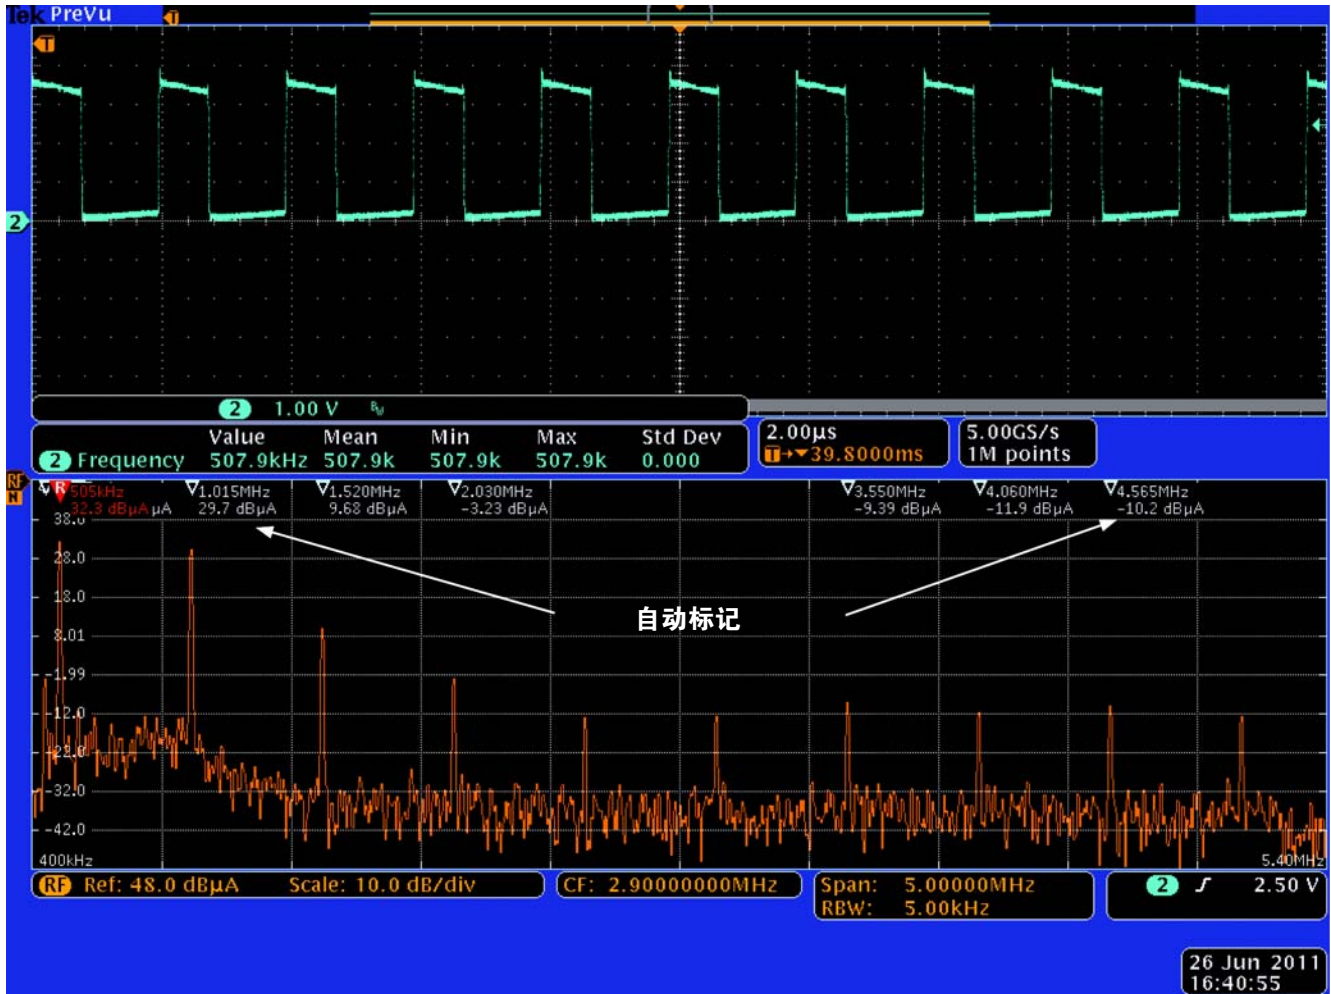 Tek PreVu
T
T
2
2 1.00 V BW
Value Mean Min Max Std Dev
2 Frequency 507.9kHz 507.9k 507.9k 507.9k 0.000
2.00µs
T→▼39.8000ms
5.00GS/s
1M points
RF
N
R 505kHz
32.3 dBµA µA
1.015MHz
29.7 dBµA
1.520MHz
9.68 dBµA
2.030MHz
-3.23 dBµA
3.550MHz
-9.39 dBµA
4.060MHz
-11.9 dBµA
4.565MHz
-10.2 dBµA
38.0
28.0
18.0
8.01
-1.99
-12.0
-22.0
-32.0
-42.0
自动标记
400kHz
5.40MHz
RF Ref: 48.0 dBµA Scale: 10.0 dB/div
CF: 2.90000000MHz
Span: 5.00000MHz
RBW: 5.00kHz
2 2.50 V
26 Jun 2011
16:40:55